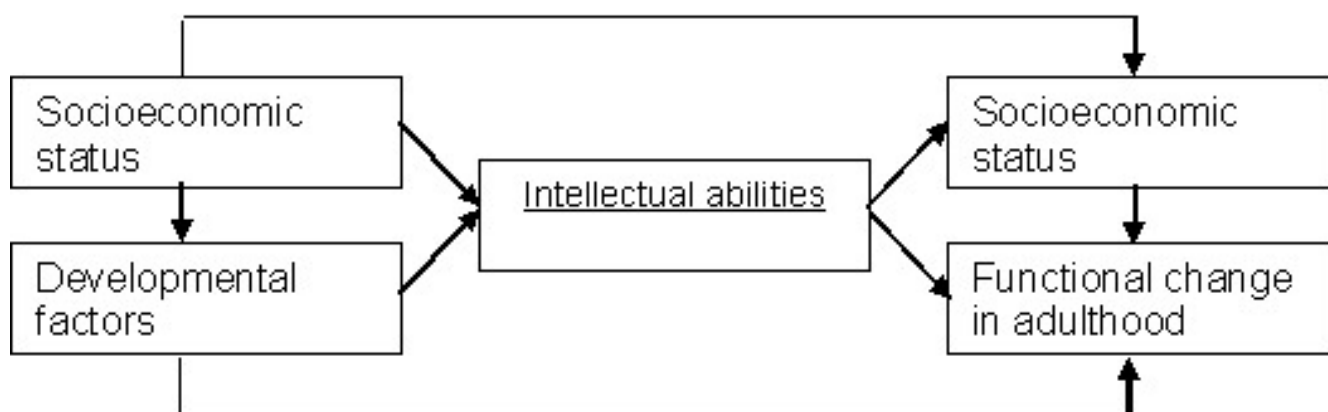 Socioeconomic
status
Developmental
factors
Intellectual abilities
Socioeconomic
status
Functional change
in adulthood